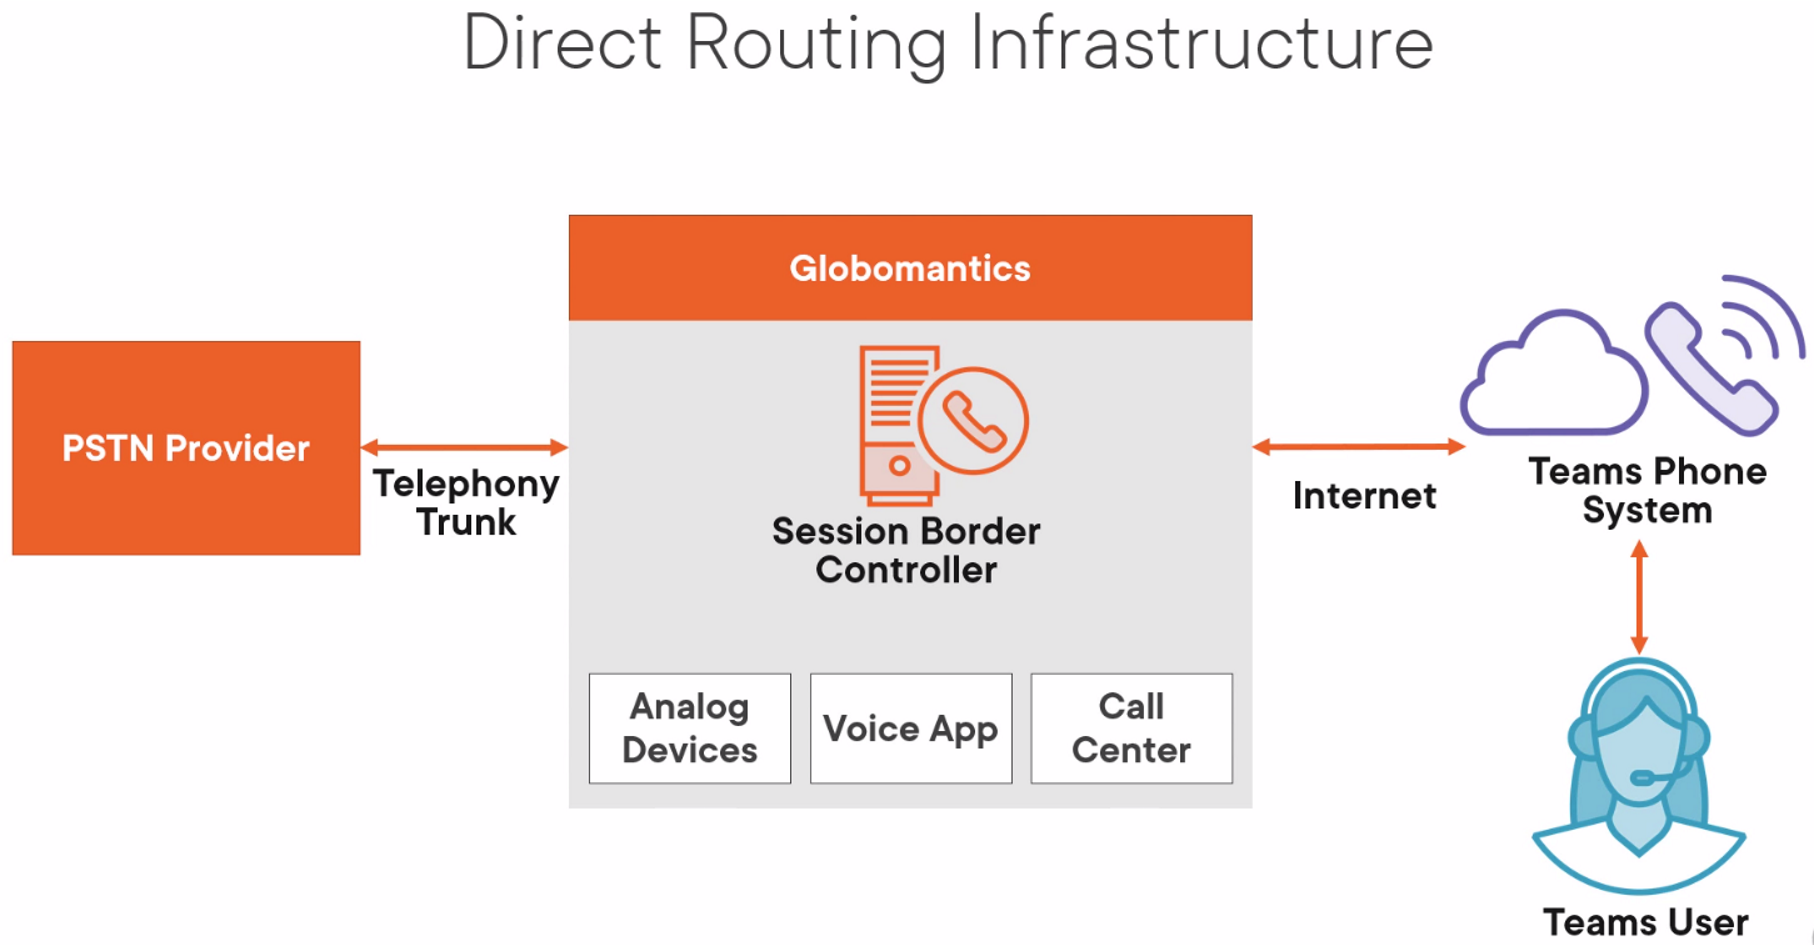 Direct Routing Infrastructure
Globomantics
PSTN Provider
Telephony
Trunk
Session Border
Controller
Internet
Teams Phone
System
Analog
Devices
Voice App
Call
Center
Teams User